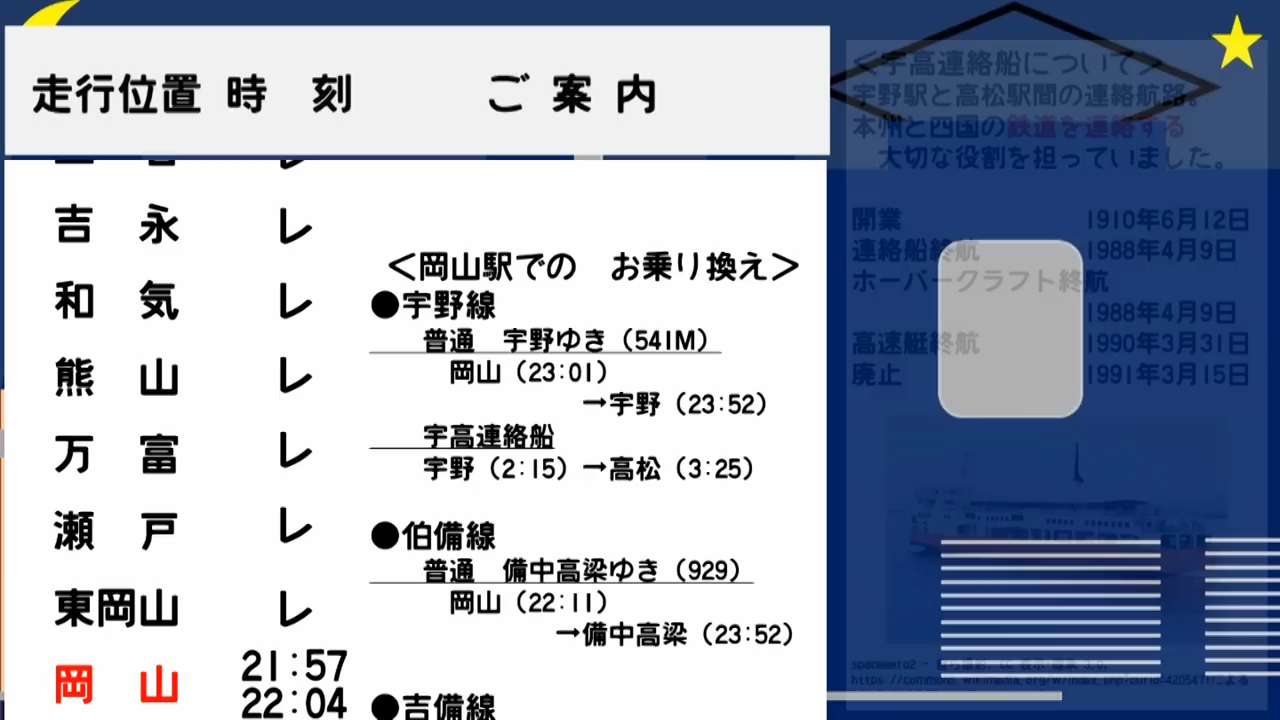 走行位置 時 刻 ご 案 内
吉 永 レ
和 気 レ
熊 山 レ
万 富 レ
瀬 戸 レ
東岡山 レ
岡 山 21:57
22:04
＜岡山駅での お乗り換え＞
●宇野線
普通 宇野ゆき（541M）
岡山（23:01）
→宇野（23:52）
宇高連絡船
宇野（2:15）→高松（3:25）
●伯備線
普通 備中高梁ゆき（929）
岡山（22:11）
→備中高梁（23:52）
●吉備線
＜宇高連絡船について＞
宇野駅と高松駅間の連絡航路。
本州と四国の鉄道を連絡する
大切な役割を担っていました。
開業 1910年6月12日
連絡船終航 1988年4月9日
ホーバークラフト終航
1988年4月9日
高速艇終航 1990年3月31日
廃止 1991年3月15日